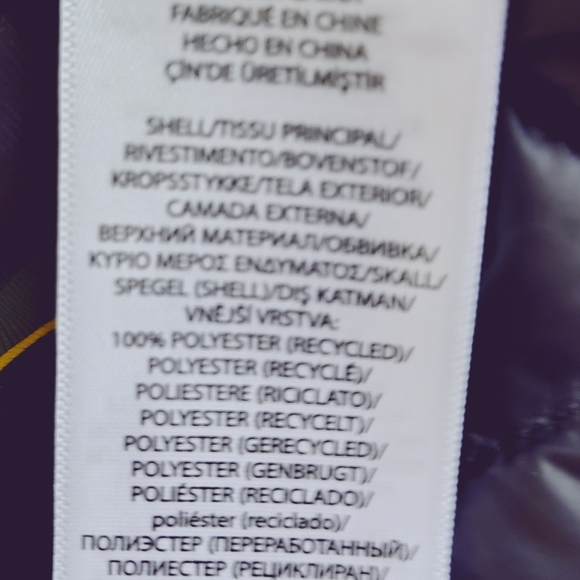 FABRIQUÉ EN CHINE
HECHO EN CHINA
ÇİN'DE ÜRETİLMİŞTİR
SHELL/TISSU PRINCIPAL/
RIVESTIMENTO/BOVENSTOF/
KROPSSTYKKE/TELA EXTERIOR/
CAMADA EXTERNA/
ВЕРХНИЙ МАТЕРИАЛ/ОБВИВКА/
ΚΥΡΙΟ ΜΕΡΟΣ ΕΝΔΥΜΑΤΟΣ/SKALL/
SPEGEL (SHELL)/DIŞ KATMAN/
VNĚJŠÍ VRSTVA:
100% POLYESTER (RECYCLED)/
POLYESTER (RECYCLÉ)/
POLIESTERE (RICICLATO)/
POLYESTER (RECYCELT)/
POLYESTER (GERECYCLED)/
POLYESTER (GENBRUGT)/
POLIÉSTER (RECICLADO)/
poliéster (reciclado)/
ПОЛИЭСТЕР (ПЕРЕРАБОТАННЫЙ)/
ПОЛИЕСТЕР (РЕЦИКЛИРАН)/